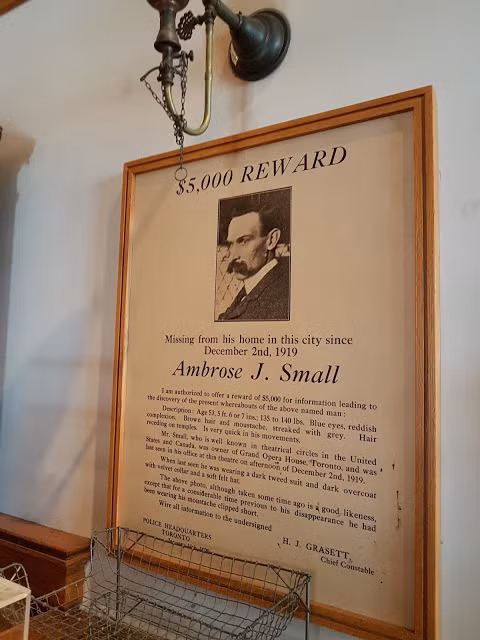 $5,000 REWARD
Missing from his home in this city since
December 2nd, 1919
Ambrose J. Small
I am authorized to offer a reward of $5,000 for information leading to
the discovery of the present whereabouts of the above named man:
Description: Age 53, 5 ft. 6 or 7 ins.; 135 to 140 lbs. Blue eyes, reddish
complexion. Brown hair and moustache, streaked with grey. Hair
receding on temples. Is very quick in his movements.
Mr. Small, who is well known in theatrical circles in the United
States and Canada, was owner of Grand Opera House, Toronto, and was
last seen in his office at this theatre on afternoon of December 2nd, 1919.
When last seen he was wearing a dark tweed suit and dark overcoat
with velvet collar and a soft felt hat.
The above photo, although taken some time ago is a good likeness,
except that for a considerable time previous to his disappearance he had
been wearing his moustache clipped short.
Wire all information to the undersigned
POLICE HEADQUARTERS
TORONTO
H. J. GRASETT,
Chief Constable